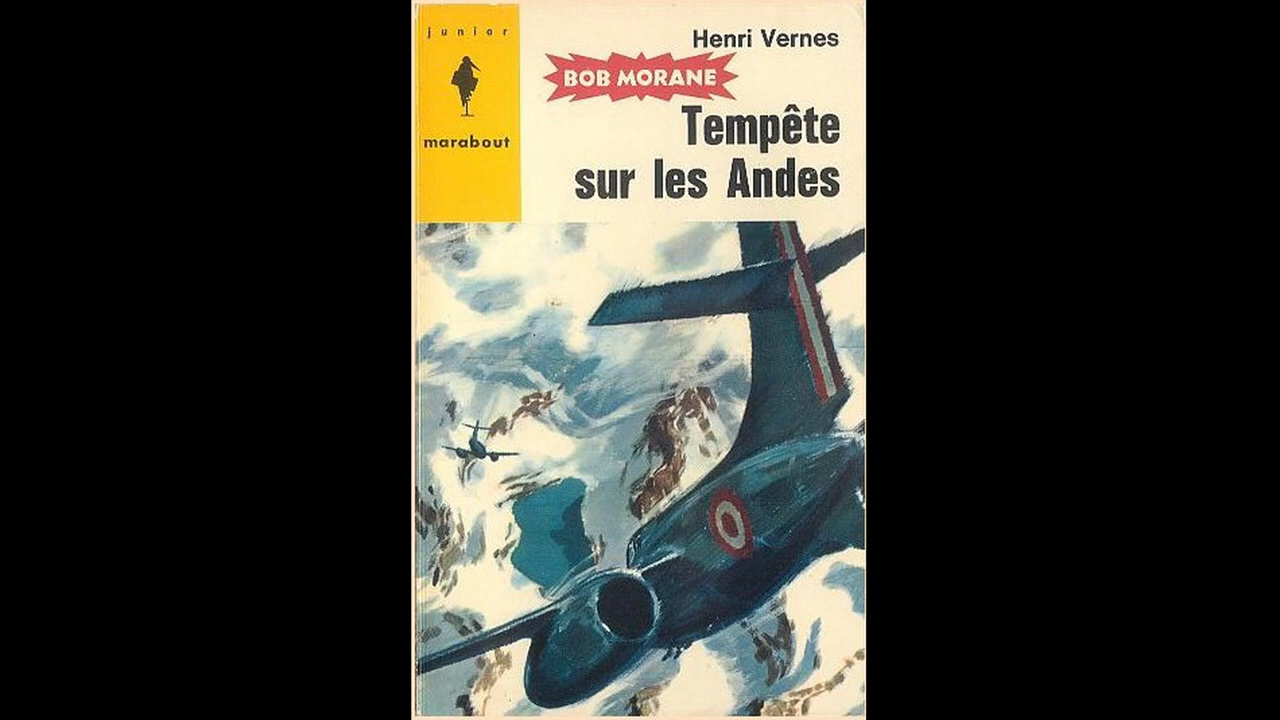 junior
marabout
Henri Vernes
BOB MORANE
Tempête
sur les Andes